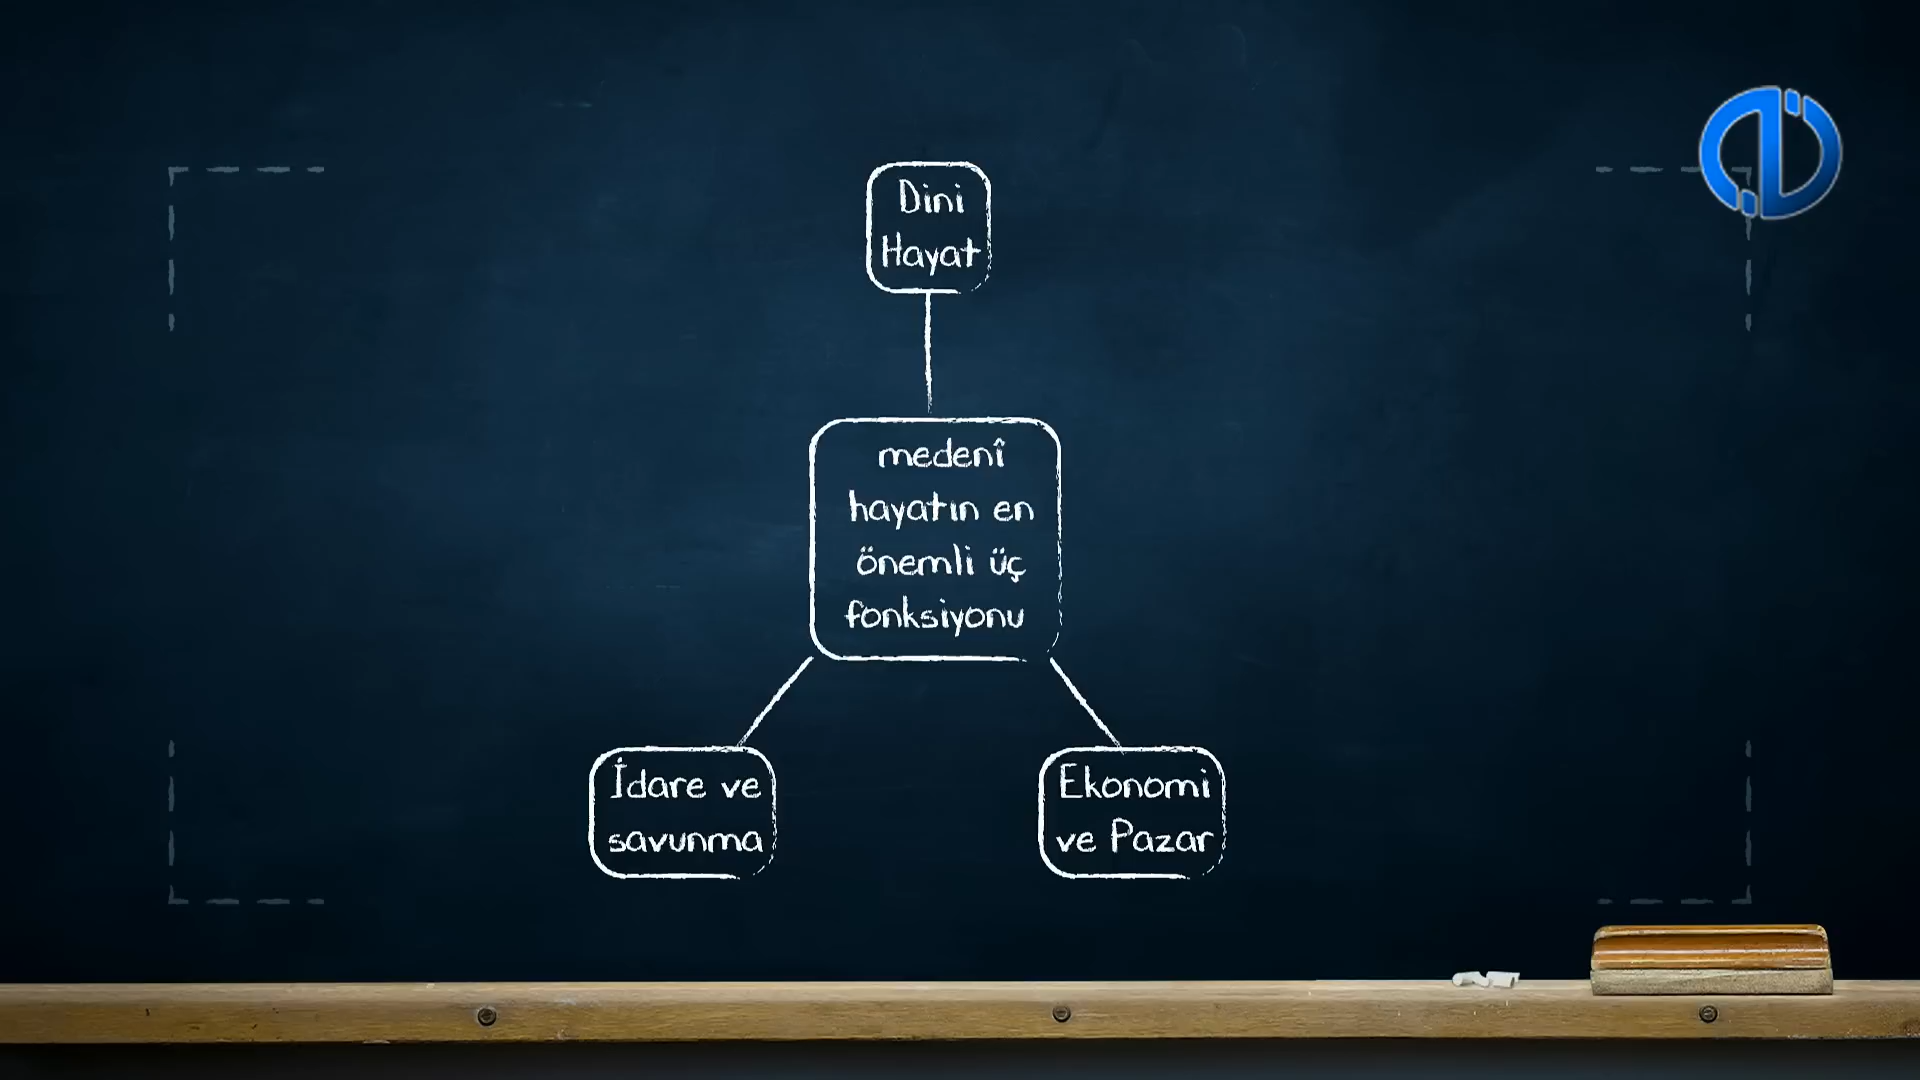 Dini
Hayat
medenî
hayatın en
önemli üç
fonksiyonu
İdare ve
savunma
Ekonomi
ve Pazar